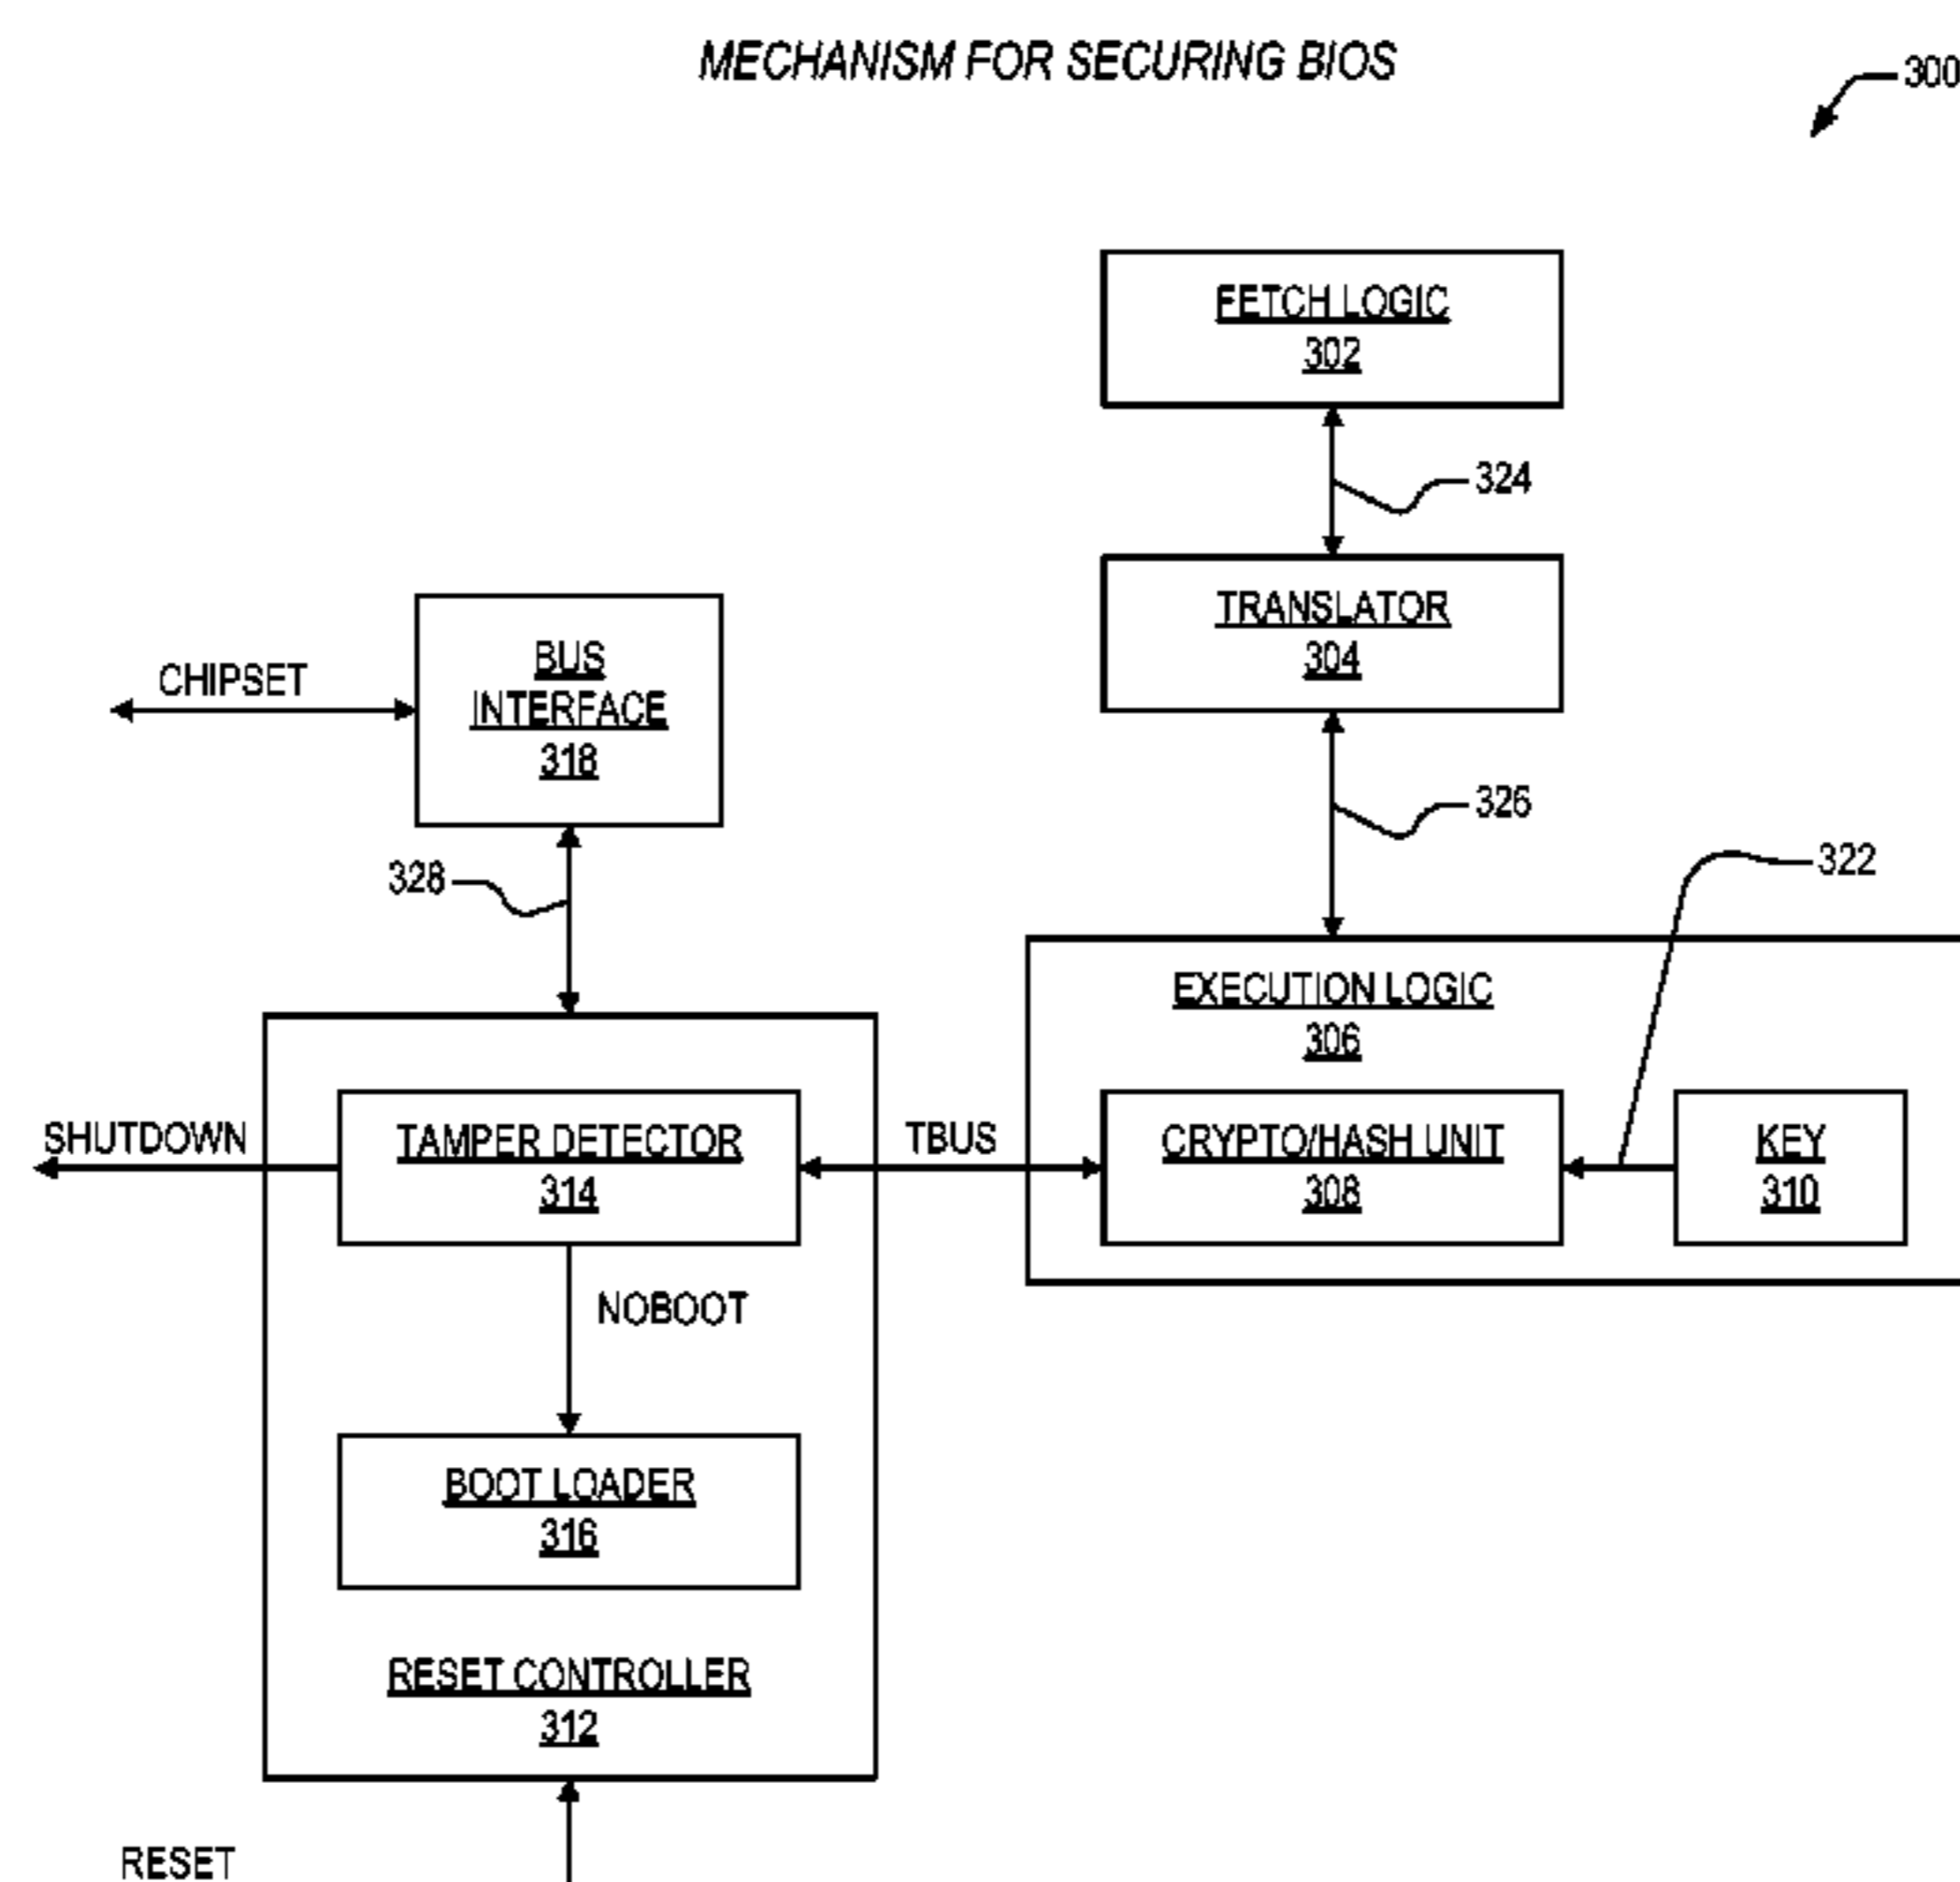 MECHANISM FOR SECURING BIOS
300
FETCH LOGIC
302
324
TRANSLATOR
304
BUS
INTERFACE
318
CHIPSET
326
328
322
EXECUTION LOGIC
306
SHUTDOWN
TAMPER DETECTOR
314
TBUS
CRYPTO/HASH UNIT
308
KEY
310
NOBOOT
BOOT LOADER
316
RESET CONTROLLER
312
RESET